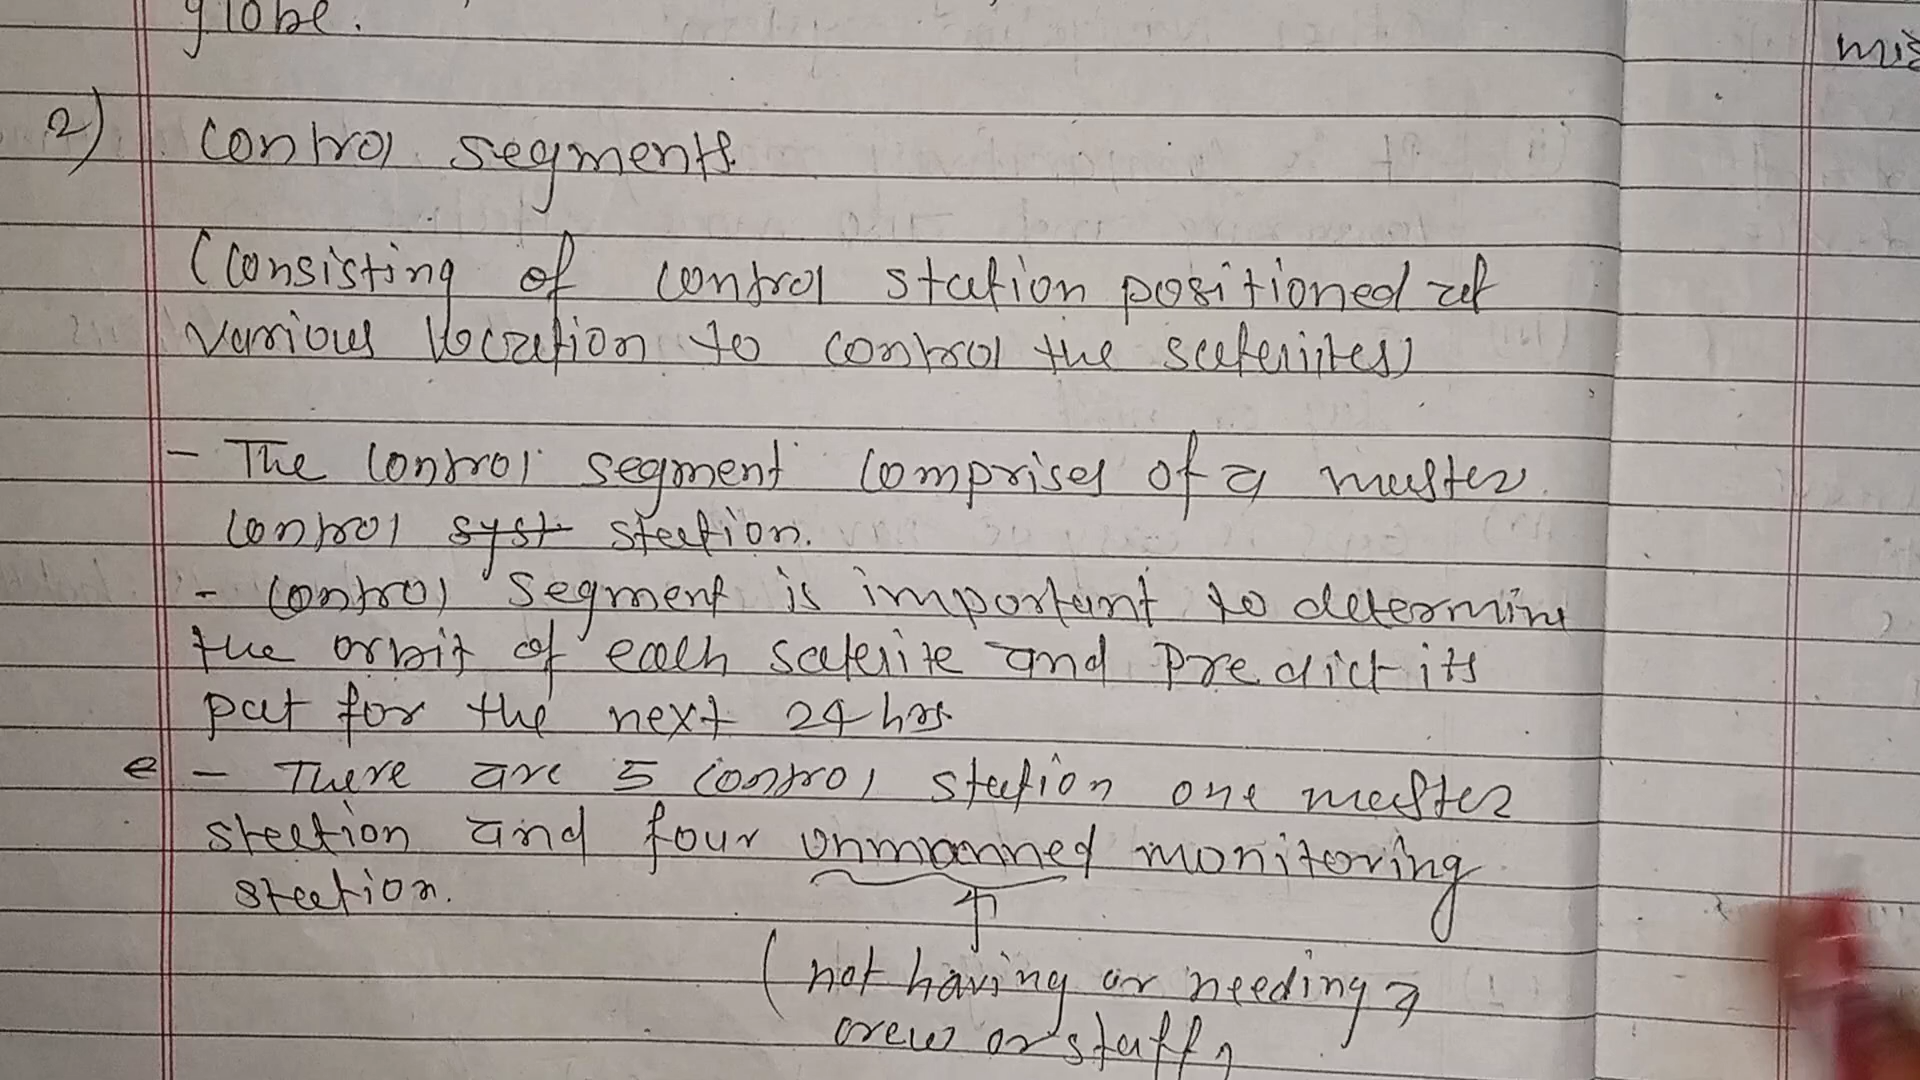 globe.
mis
2) Control segments
(Consisting of control station positioned at
various location to control the satellites)
- The control segment comprises of a master
control syst station.
- Control segment is important to determine
the orbit of each satelite and Predict its
pat for the next 24 hrs.
e - There are 5 control station one master
station and four unmanned monitoring
station.
(not having or needing a
crew or staff)